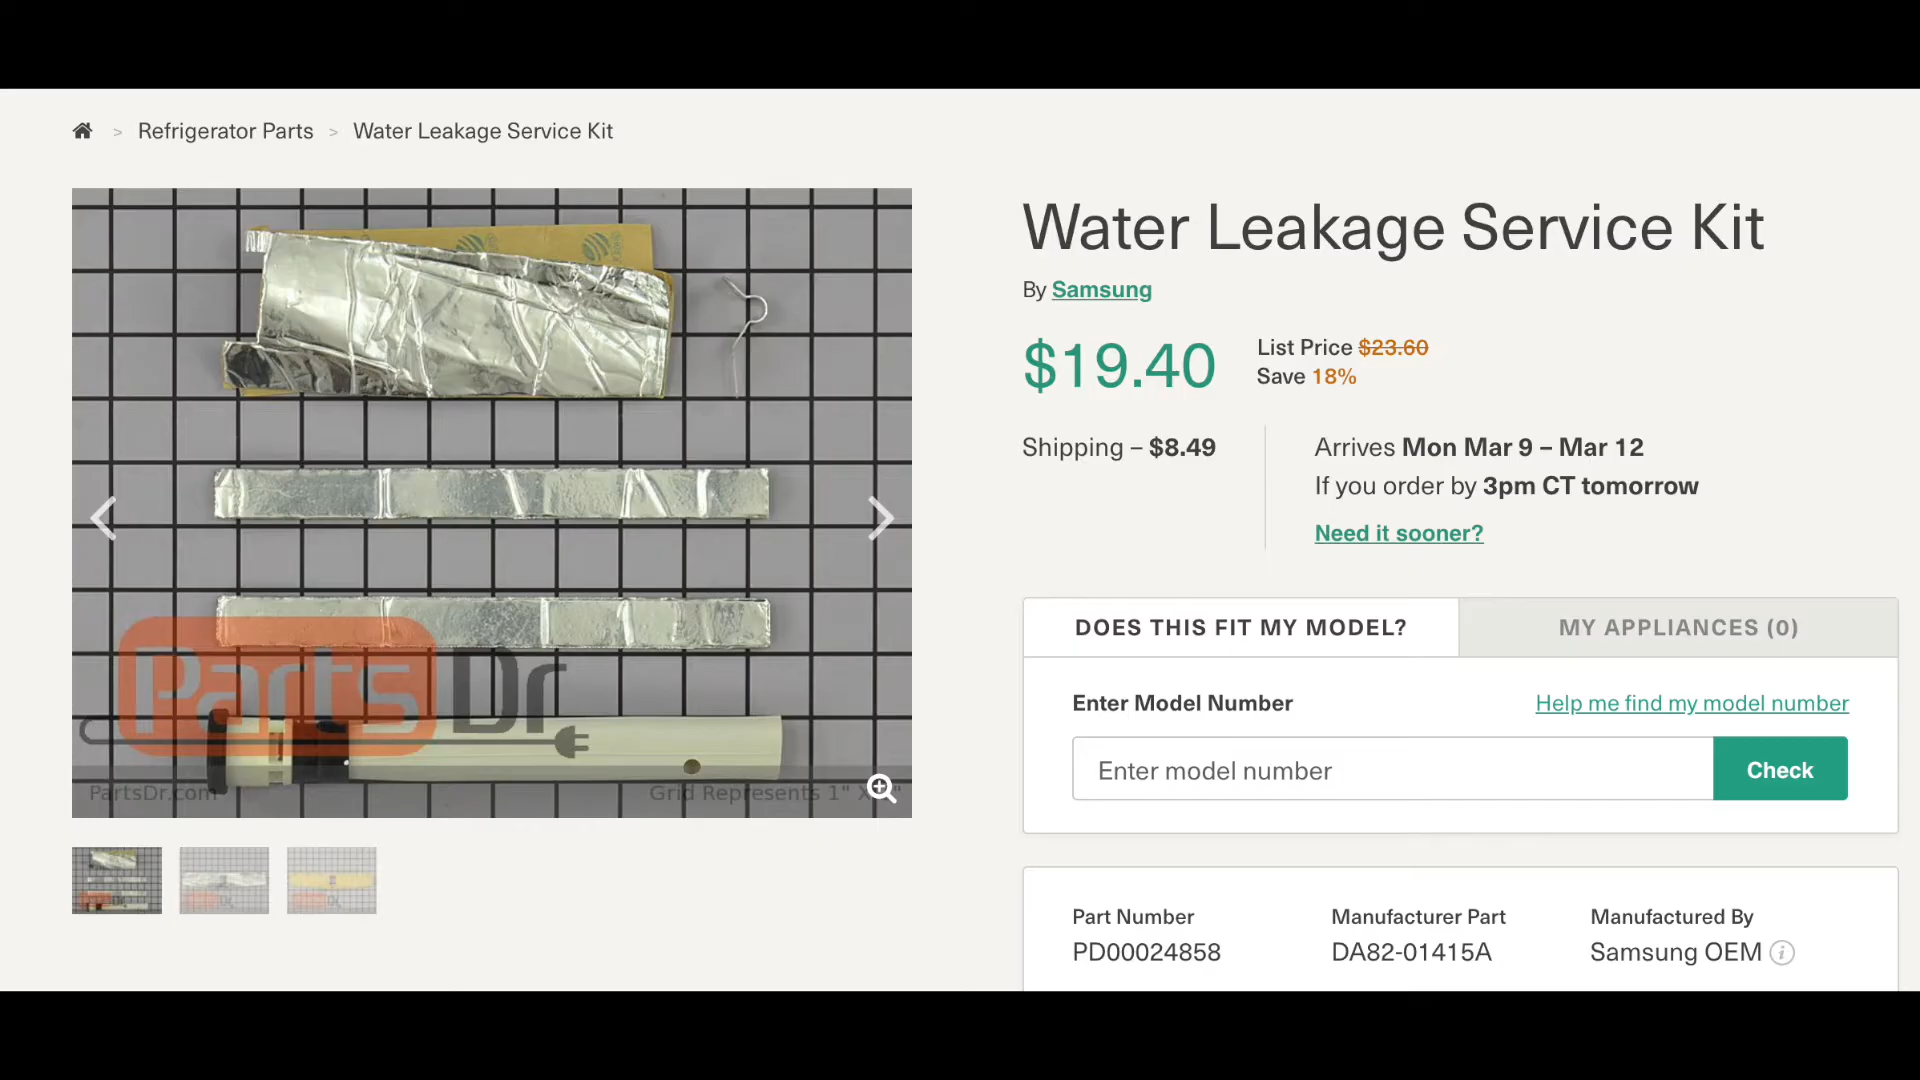 > Refrigerator Parts > Water Leakage Service Kit
Water Leakage Service Kit
By Samsung
$19.40
List Price $23.60
Save 18%
Shipping – $8.49
Arrives Mon Mar 9 – Mar 12
If you order by 3pm CT tomorrow
Need it sooner?
DOES THIS FIT MY MODEL?
MY APPLIANCES (0)
Enter Model Number
Help me find my model number
Enter model number
Check
Part Number
PD00024858
Manufacturer Part
DA82-01415A
Manufactured By
Samsung OEM
PartsDr
PartsDr.com
Grid Represents 1" X